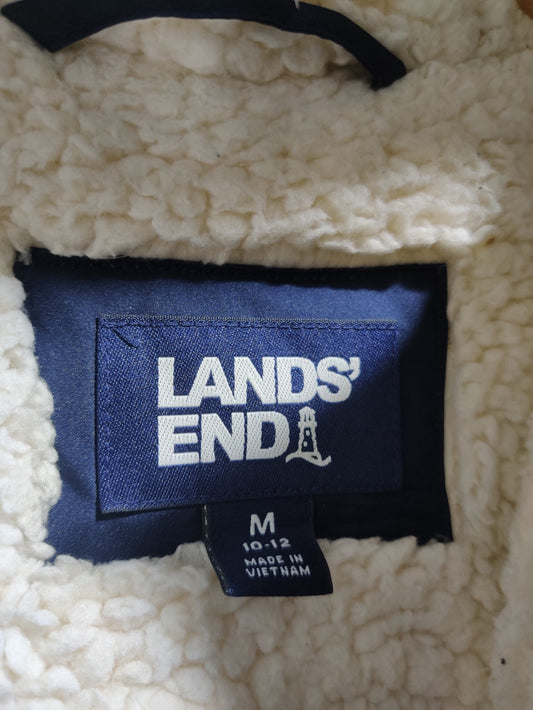 LANDS'
END
M
10-12
MADE IN
VIETNAM